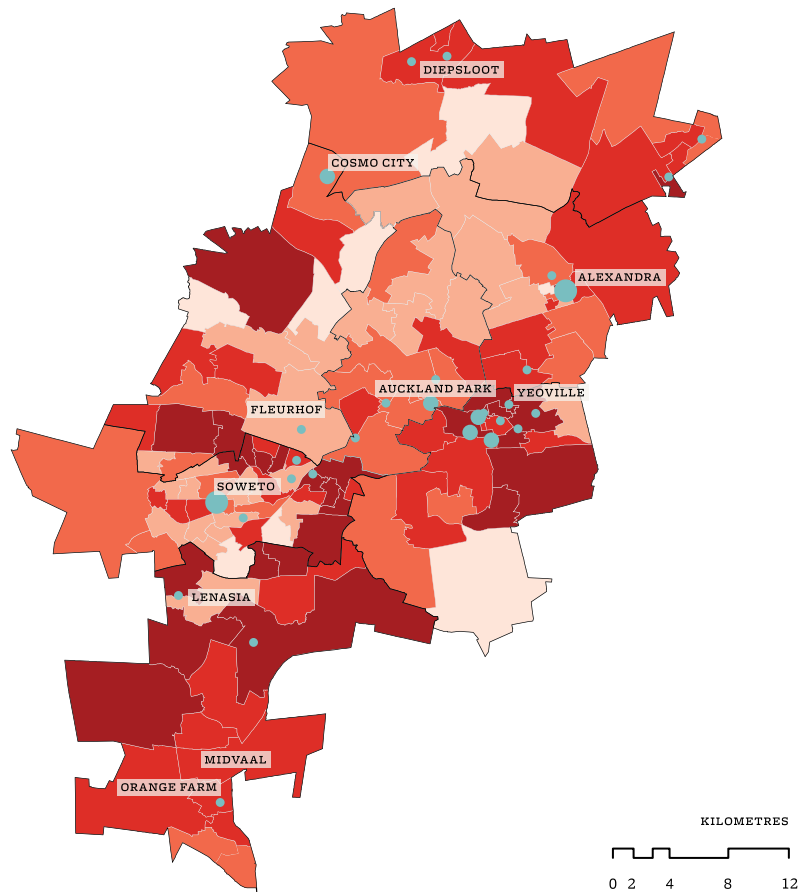 DIEPSLOOT
COSMO CITY
ALEXANDRA
AUCKLAND PARK
YEOVILLE
FLEURHOF
SOWETO
LENASIA
MIDVAAL
ORANGE FARM
KILOMETRES
0 2 4 8 12